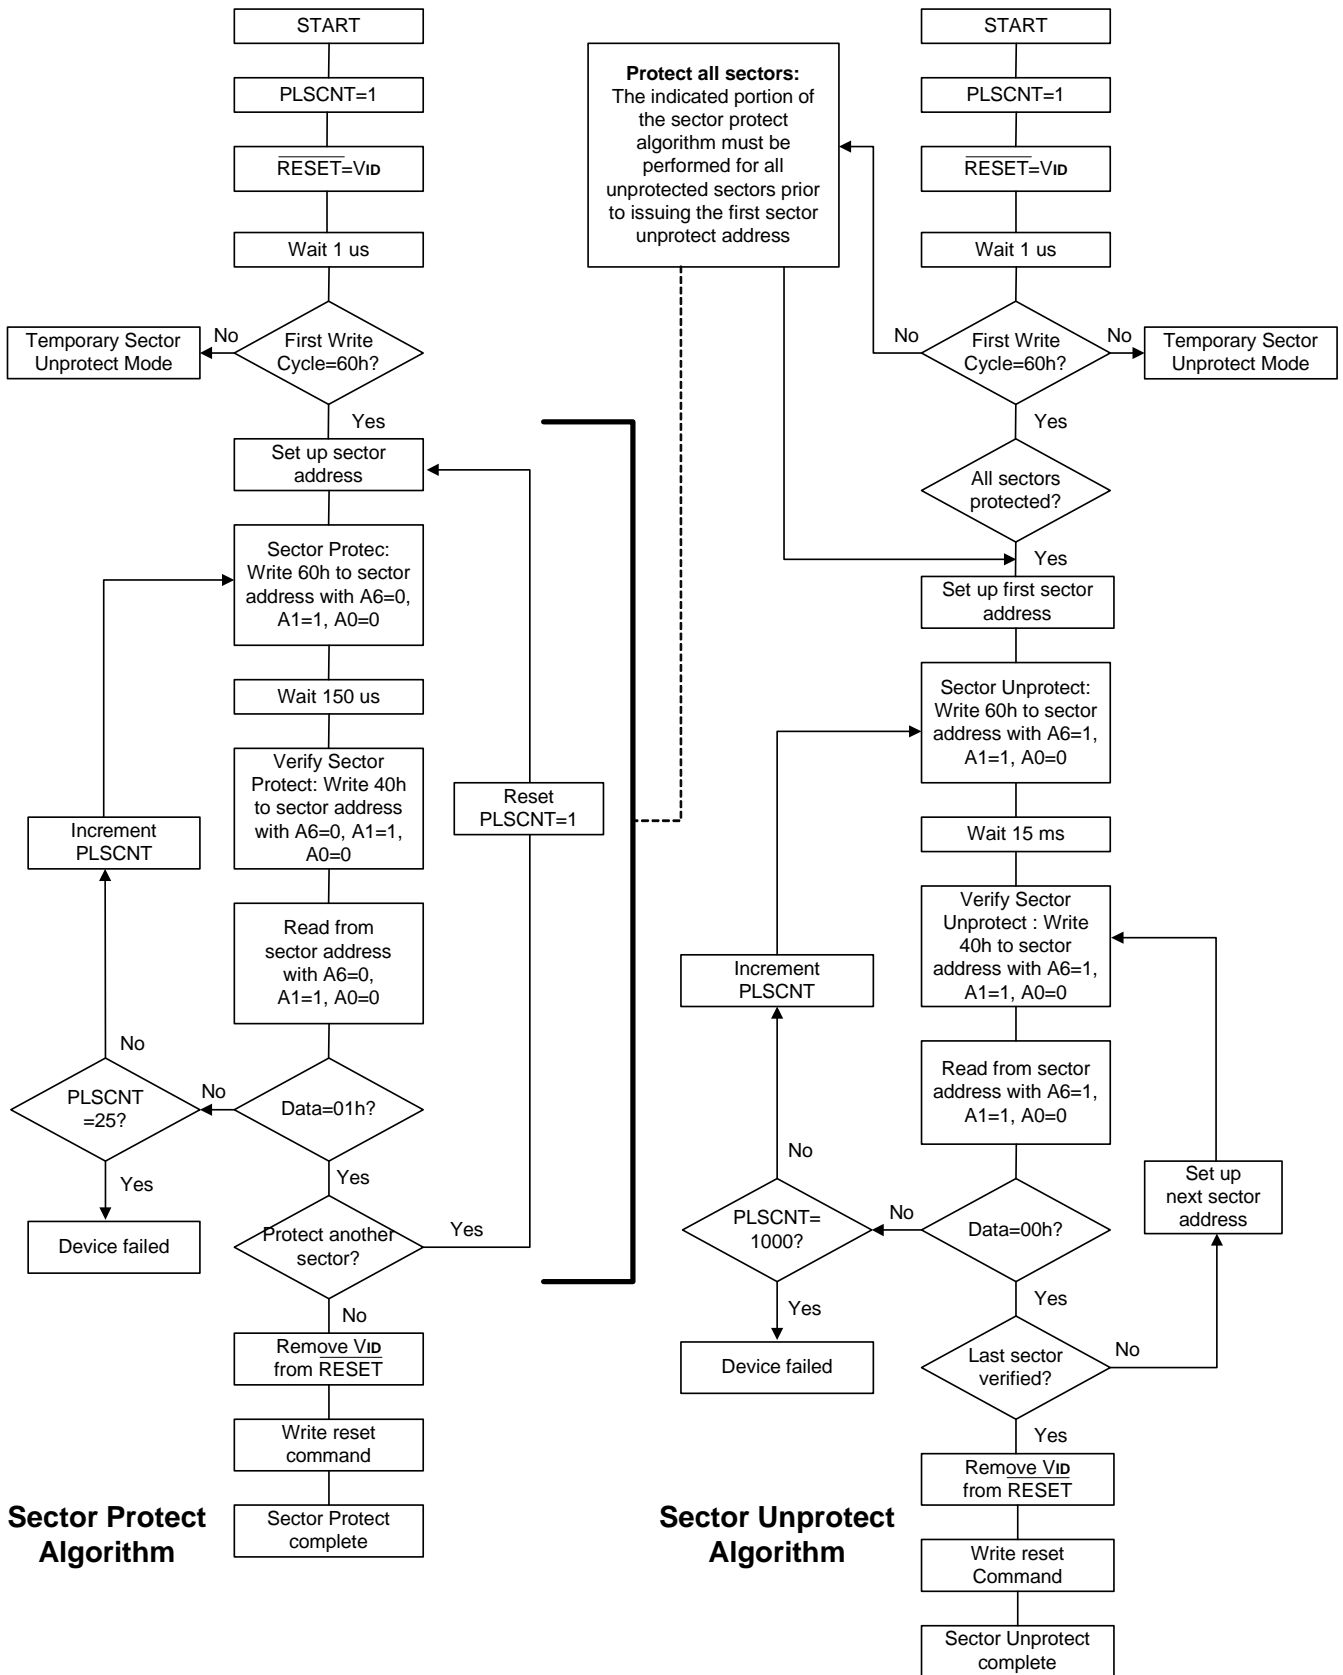 START
PLSCNT=1
RESET=VID
Wait 1 us
First Write
Cycle=60h?
No
Temporary Sector
Unprotect Mode
Yes
Set up sector
address
Sector Protec:
Write 60h to sector
address with A6=0,
A1=1, A0=0
Wait 150 us
Verify Sector
Protect: Write 40h
to sector address
with A6=0, A1=1,
A0=0
Reset
PLSCNT=1
Increment
PLSCNT
Read from
sector address
with A6=0,
A1=1, A0=0
No
PLSCNT
=25?
No
Data=01h?
Yes
Yes
Device failed
Protect another
sector?
Yes
No
Remove VID
from RESET
Write reset
command
Sector Protect
complete
Sector Protect
Algorithm
Protect all sectors:
The indicated portion of
the sector protect
algorithm must be
performed for all
unprotected sectors prior
to issuing the first sector
unprotect address
START
PLSCNT=1
RESET=VID
Wait 1 us
No
First Write
Cycle=60h?
No
Temporary Sector
Unprotect Mode
Yes
All sectors
protected?
Yes
Set up first sector
address
Sector Unprotect:
Write 60h to sector
address with A6=1,
A1=1, A0=0
Wait 15 ms
Verify Sector
Unprotect : Write
40h to sector
address with A6=1,
A1=1, A0=0
Increment
PLSCNT
Read from sector
address with A6=1,
A1=1, A0=0
No
PLSCNT=
1000?
No
Data=00h?
Set up
next sector
address
Yes
Yes
Device failed
Last sector
verified?
No
Yes
Remove VID
from RESET
Write reset
Command
Sector Unprotect
complete
Sector Unprotect
Algorithm